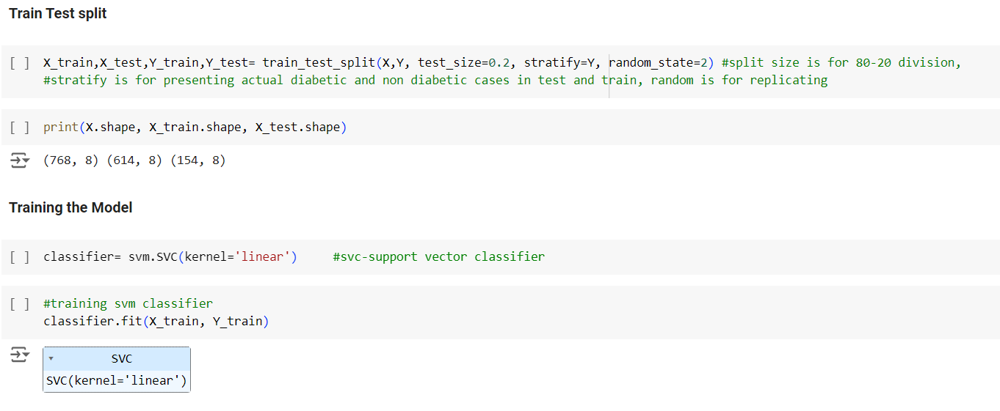 Train Test split
[ ] X_train,X_test,Y_train,Y_test= train_test_split(X,Y, test_size=0.2, stratify=Y, random_state=2) #split size is for 80-20 division,
#stratify is for presenting actual diabetic and non diabetic cases in test and train, random is for replicating
[ ] print(X.shape, X_train.shape, X_test.shape)
(768, 8) (614, 8) (154, 8)
Training the Model
[ ] classifier= svm.SVC(kernel='linear')     #svc-support vector classifier
[ ] #training svm classifier
classifier.fit(X_train, Y_train)
SVC
SVC(kernel='linear')